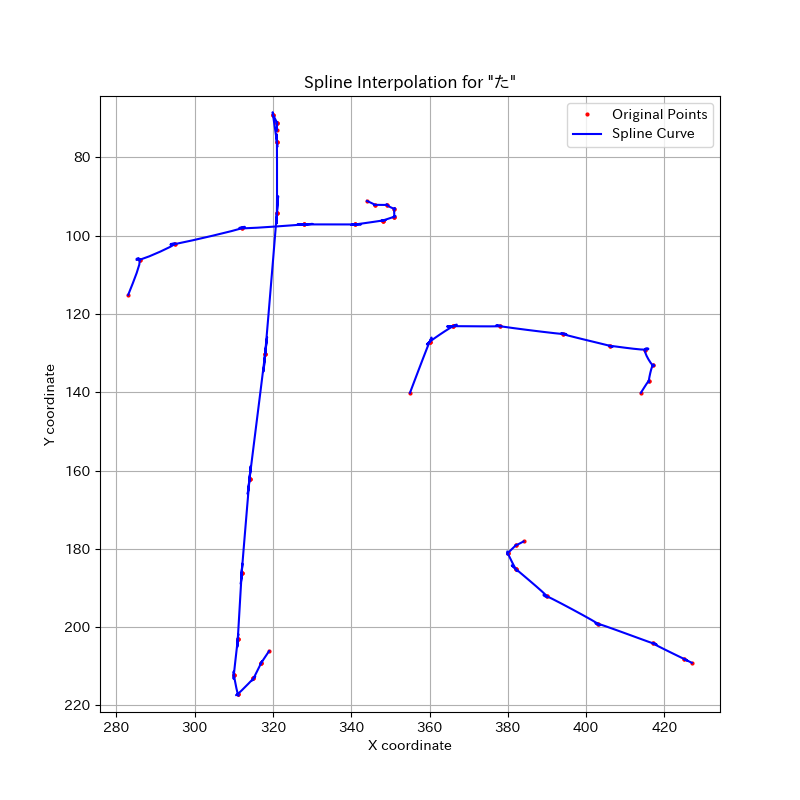 Spline Interpolation for "た"
Original Points
Spline Curve
Y coordinate
80
100
120
140
160
180
200
220
280 300 320 340 360 380 400 420
X coordinate